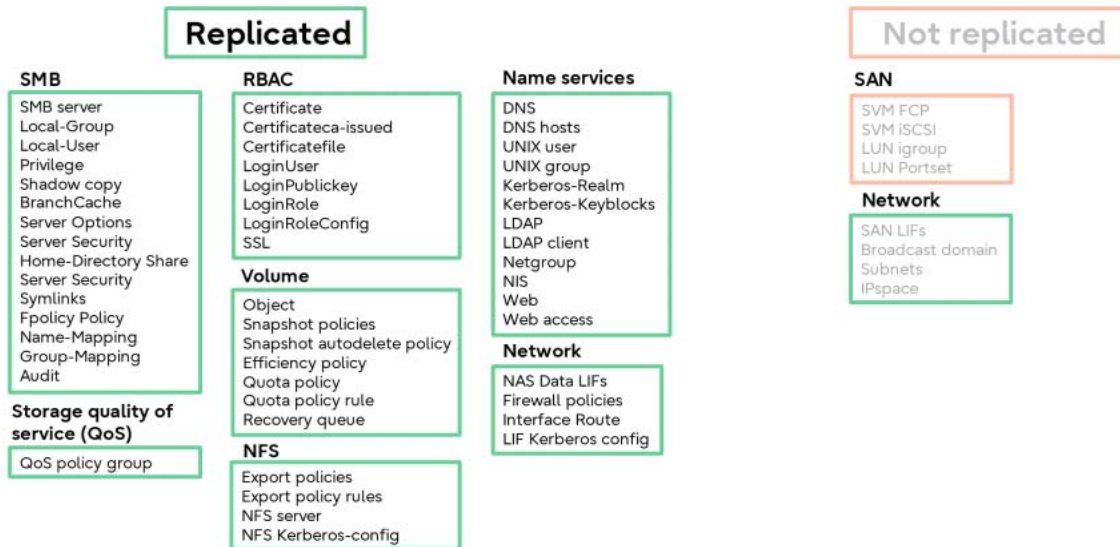 Replicated
SMB
SMB server
Local-Group
Local-User
Privilege
Shadow copy
BranchCache
Server Options
Server Security
Home-Directory Share
Server Security
Symlinks
Fpolicy Policy
Name-Mapping
Group-Mapping
Audit
Storage quality of
service (QoS)
QoS policy group
RBAC
Certificate
Certificateca-issued
Certificatefile
LoginUser
LoginPublickey
LoginRole
LoginRoleConfig
SSL
Volume
Object
Snapshot policies
Snapshot autodelete policy
Efficiency policy
Quota policy
Quota policy rule
Recovery queue
NFS
Export policies
Export policy rules
NFS server
NFS Kerberos-config
Name services
DNS
DNS hosts
UNIX user
UNIX group
Kerberos-Realm
Kerberos-Keyblocks
LDAP
LDAP client
Netgroup
NIS
Web
Web access
Network
NAS Data LIFs
Firewall policies
Interface Route
LIF Kerberos config
Not replicated
SAN
SVM FCP
SVM iSCSI
LUN igroup
LUN Portset
Network
SAN LIFs
Broadcast domain
Subnets
IPspace